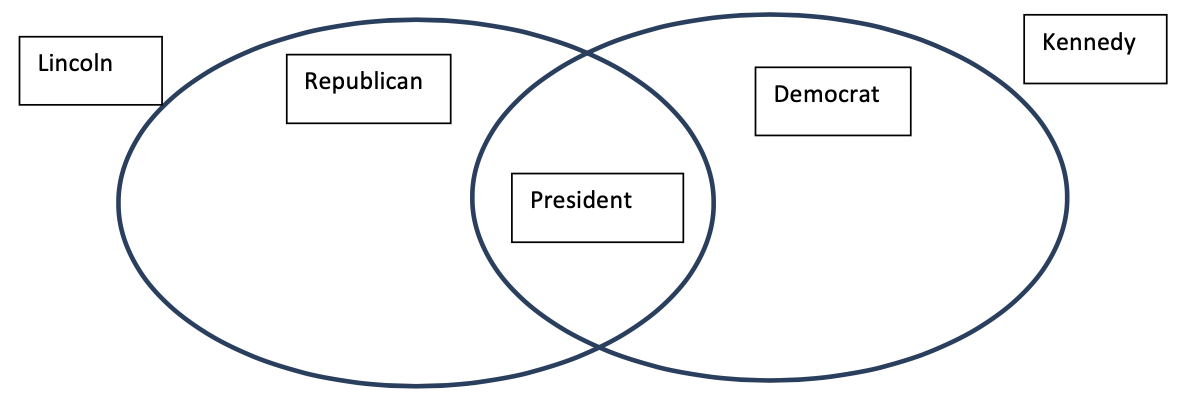 Lincoln
Republican
President
Democrat
Kennedy